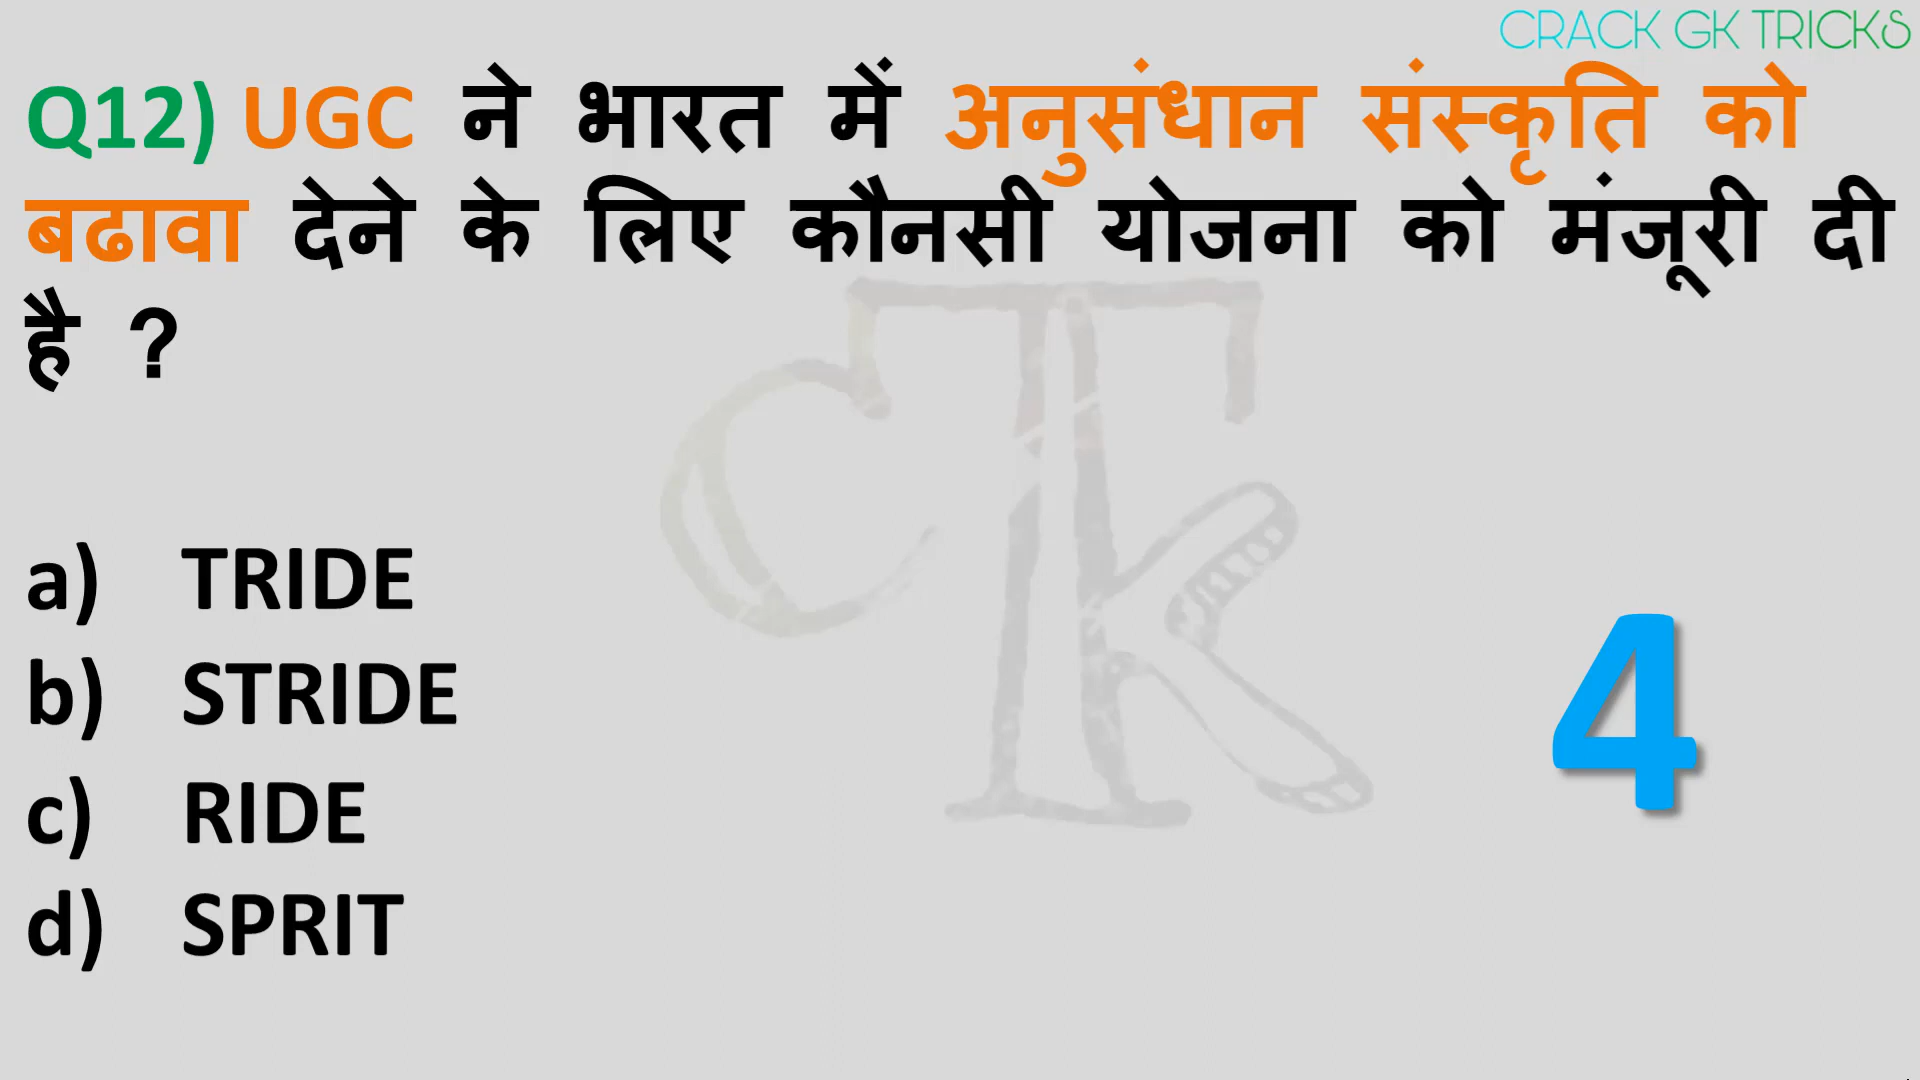 CRACK GK TRICKS
Q12) UGC ने भारत में अनुसंधान संस्कृति को
बढावा देने के लिए कौनसी योजना को मंजूरी दी
है ?
a) TRIDE
b) STRIDE
4
c) RIDE
d) SPRIT